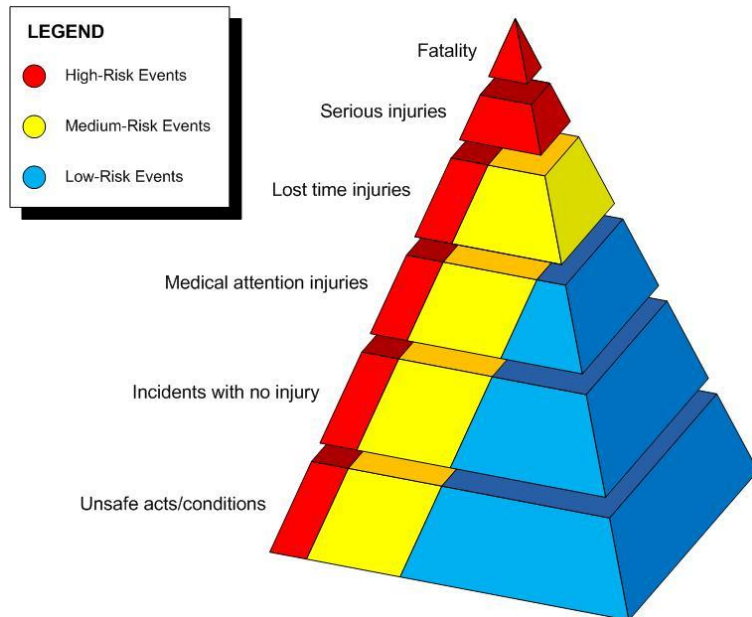 LEGEND
High-Risk Events
Medium-Risk Events
Low-Risk Events
Fatality
Serious injuries
Lost time injuries
Medical attention injuries
Incidents with no injury
Unsafe acts/conditions